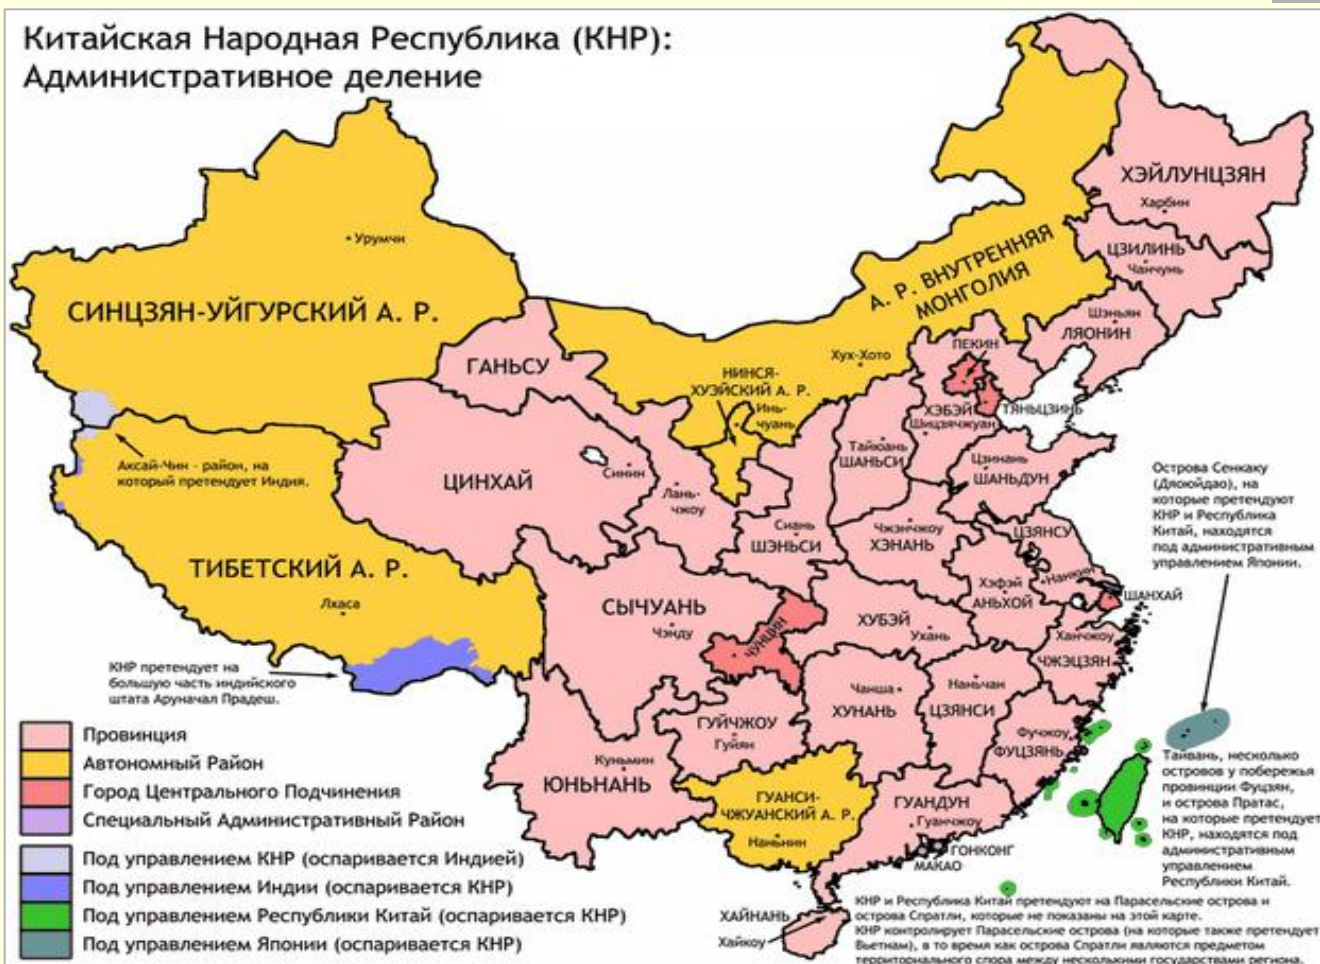 Китайская Народная Республика (КНР):
Административное деление
ХЭЙЛУНЦЗЯН
Харбин
Урумчи
ЦЗИЛИНЬ
Чанчунь
А. Р. ВНУТРЕННЯЯ
МОНГОЛИЯ
СИНЦЗЯН-УЙГУРСКИЙ А. Р.
Шэньян
ЛЯОНИН
ПЕКИН
Хух-Хото
ГАНЬСУ
НИНСЯ-
ХУЭЙСКИЙ А. Р.
Инь-
чуань
ХЭБЭЙ
ТЯНЬЦЗИНЬ
Шицзячжуан
Тайюань
ШАНЬСИ
Цзинань
ШАНЬДУН
Аксай-Чин - район, на
который претендует Индия.
ЦИНХАЙ
Синин
Лань-
чжоу
Острова Сенкаку
(Дяоюйдао), на
которые претендуют
КНР и Республика
Китай, находятся
под административным
управлением Японии.
Сиань
ШЭНЬСИ
Чжэнчжоу
ХЭНАНЬ
ЦЗЯНСУ
Нанкин
ТИБЕТСКИЙ А. Р.
Лхаса
Хэфэй
АНЬХОЙ
ШАНХАЙ
СЫЧУАНЬ
Чэнду
ЧУНЦИН
ХУБЭЙ
Ухань
Ханчжоу
ЧЖЭЦЗЯН
КНР претендует на
большую часть индийского
штата Аруначал Прадеш.
Чанша
ХУНАНЬ
Наньчан
ЦЗЯНСИ
ГУЙЧЖОУ
Гуйян
Фучжоу
ФУЦЗЯНЬ
Куньмин
ЮНЬНАНЬ
ГУАНСИ-
ЧЖУАНСКИЙ А. Р.
Наньнин
ГУАНДУН
Гуанчжоу
ГОНКОНГ
МАКАО
Тайвань, несколько
островов у побережья
провинции Фуцзян,
и острова Пратас,
на которые претендует
КНР, находятся под
административным
управлением
Республики Китай.
ХАЙНАНЬ
Хайкоу
КНР и Республика Китай претендуют на Парасельские острова и
острова Спратли, которые не показаны на этой карте.
КНР контролирует Парасельские острова (на которые также претендует
Вьетнам), в то время как острова Спратли являются предметом
территориального спора между несколькими государствами региона.
Провинция
Автономный Район
Город Центрального Подчинения
Специальный Административный Район
Под управлением КНР (оспаривается Индией)
Под управлением Индии (оспаривается КНР)
Под управлением Республики Китай (оспаривается КНР)
Под управлением Японии (оспаривается КНР)